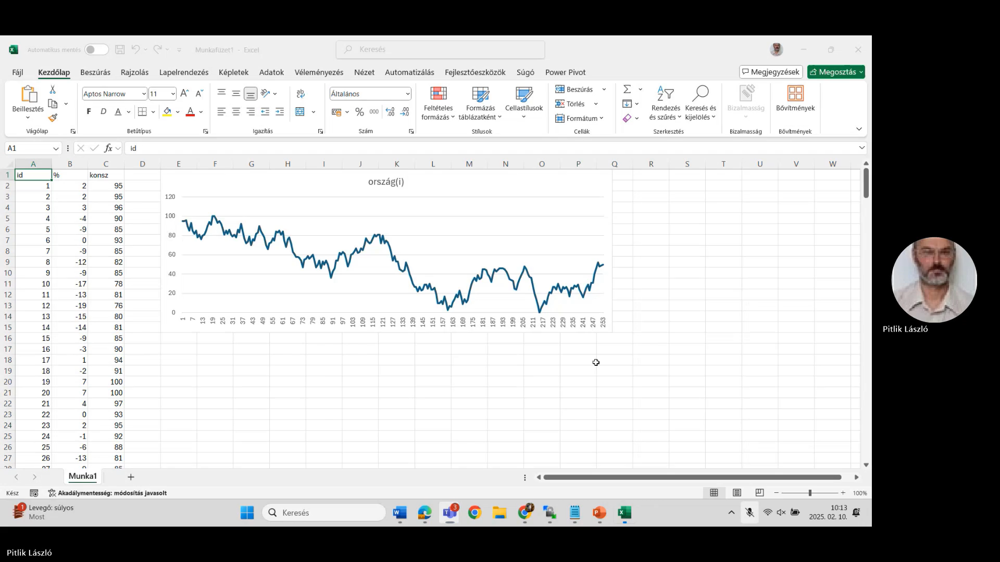 Automatikus mentés
Munkafüzet1 - Excel
Keresés
Fájl Kezdőlap Beszúrás Rajzolás Lapelrendezés Képletek Adatok Véleményezés Nézet Automatizálás Fejlesztőeszközök Súgó Power Pivot Megjegyzések Megosztás
Beillesztés
Vágólap
Aptos Narrow 11
F D A A
Betűtípus
Igazítás
Általános
% 000
Szám
Feltételes formázás
Formázás táblázatként
Cellastílusok
Stílusok
Beszúrás
Törlés
Formátum
Cellák
Rendezés és szűrés
Keresés és kijelölés
Szerkesztés
Bizalmasság
Bizalmasság
Bővítmények
Bővítmények
A1 fx id
A B C D E F G H I J K L M N O P Q R S T U V W
1 id % konsz
2 1 2 95
3 2 2 95
4 3 3 96
5 4 -4 90
6 5 -9 85
7 6 0 93
8 7 -9 85
9 8 -12 82
10 9 -9 85
11 10 -17 78
12 11 -13 81
13 12 -19 76
14 13 -15 80
15 14 -14 81
16 15 -9 85
17 16 -3 90
18 17 1 94
19 18 -2 91
20 19 7 100
21 20 7 100
22 21 4 97
23 22 0 93
24 23 2 95
25 24 -1 92
26 25 -6 88
27 26 -13 81
ország(i)
120
100
80
60
40
20
0
1 7 13 19 25 31 37 43 49 55 61 67 73 79 85 91 97 103 109 115 121 127 133 139 145 151 157 163 169 175 181 187 193 199 205 211 217 223 229 235 241 247 253
Munka1
Kész Akadálymentesség: módosítás javasolt 100%
1 Levegő: súlyos
Most
Keresés
3
10:13
2025. 02. 10.
Pitlik László
Pitlik László